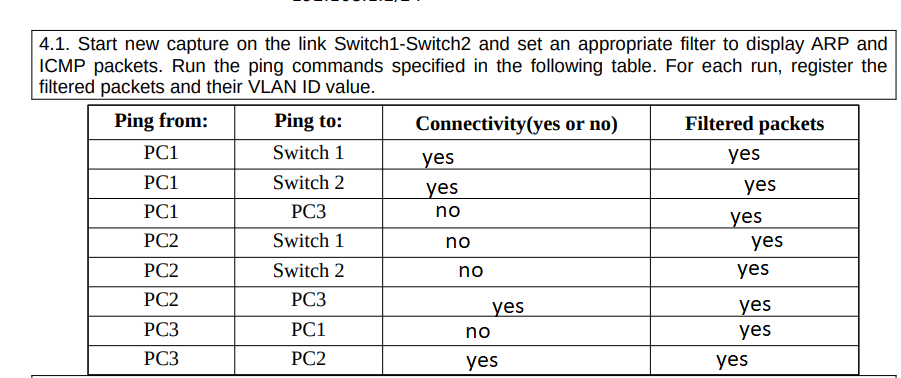 4.1. Start new capture on the link Switch1-Switch2 and set an appropriate filter to display ARP and
ICMP packets. Run the ping commands specified in the following table. For each run, register the
filtered packets and their VLAN ID value.
Ping from: Ping to: Connectivity(yes or no) Filtered packets
PC1 Switch 1 yes yes
PC1 Switch 2 yes yes
PC1 PC3 no yes
PC2 Switch 1 no yes
PC2 Switch 2 no yes
PC2 PC3 yes yes
PC3 PC1 no yes
PC3 PC2 yes yes